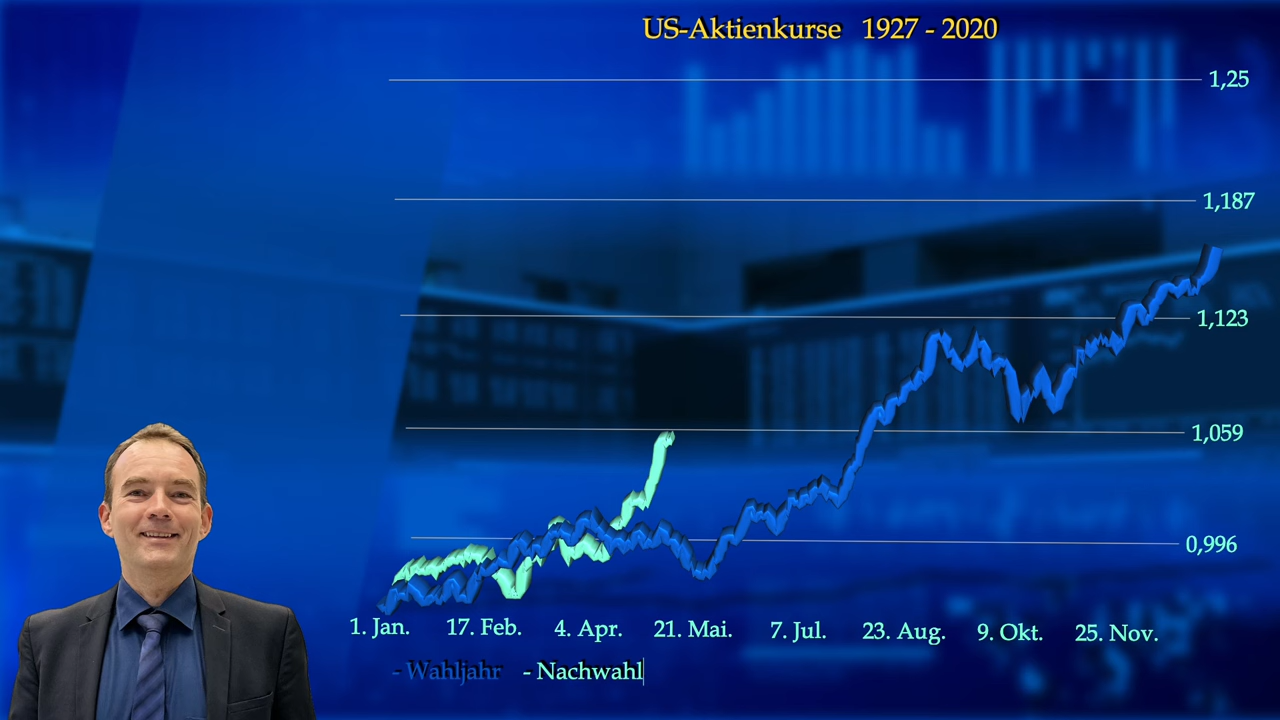 US-Aktienkurse 1927 - 2020
1,25
1,187
1,123
1,059
0,996
1. Jan. 17. Feb. 4. Apr. 21. Mai. 7. Jul. 23. Aug. 9. Okt. 25. Nov.
- Wahljahr - Nachwahl